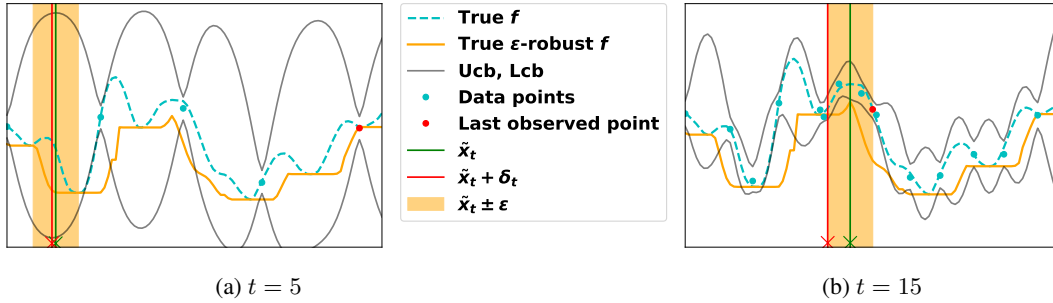 True f
True ε-robust f
Ucb, Lcb
Data points
Last observed point
x̃ₜ
x̃ₜ + δₜ
x̃ₜ ± ε
(a) t = 5
(b) t = 15